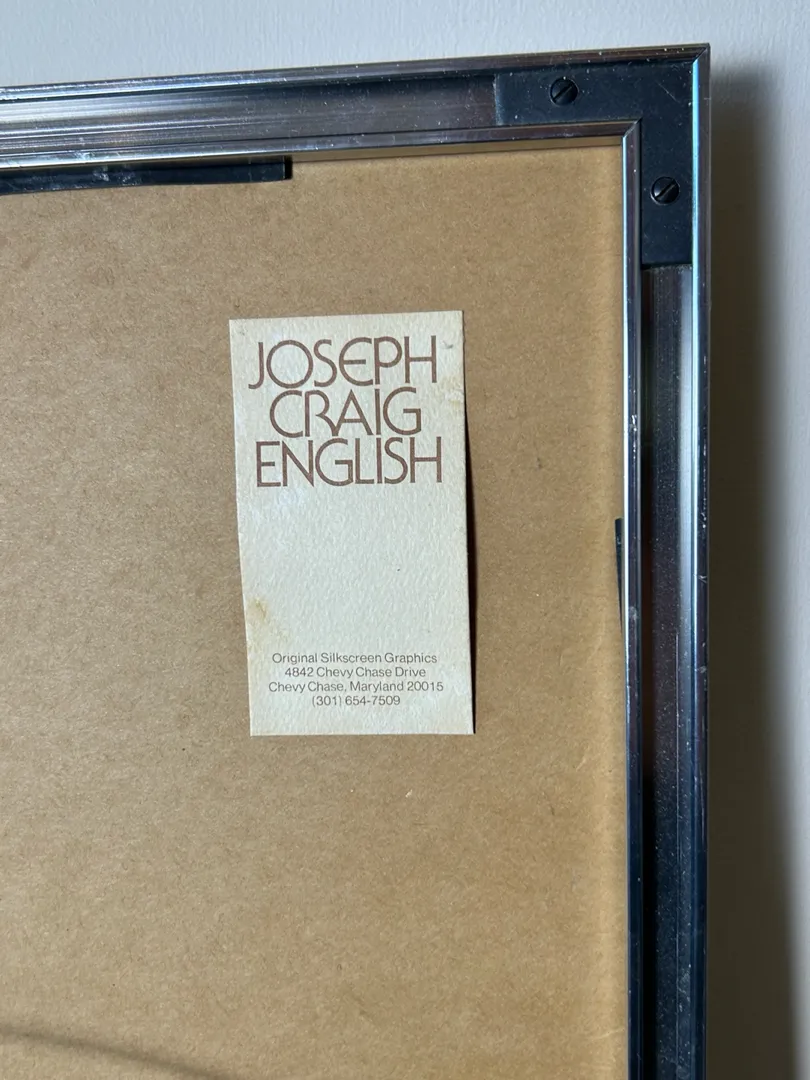 JOSEPH
CRAIG
ENGLISH
Original Silkscreen Graphics
4842 Chevy Chase Drive
Chevy Chase, Maryland 20015
(301) 654-7509